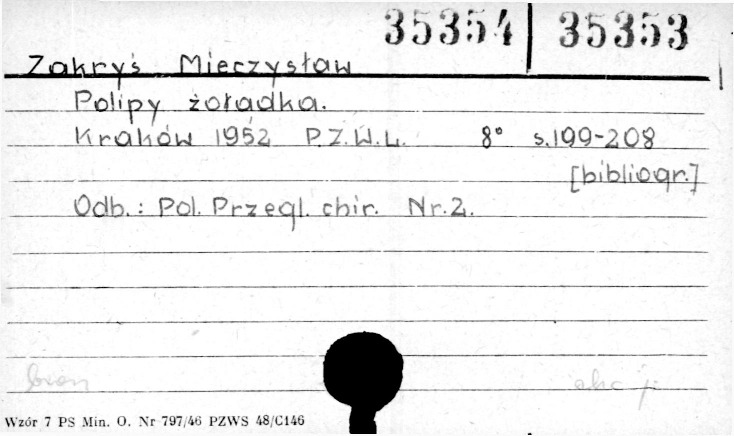 35354 | 35353
Zakryś Mieczysław
Polipy żołądka.
Kraków 1952 P.Z.W.L. 8° s.199-208
[bibliogr.]
Odb.: Pol. Przegl. chir. Nr.2.
Wzór 7 PS Min. O. Nr 797/46 PZWS 48/C146